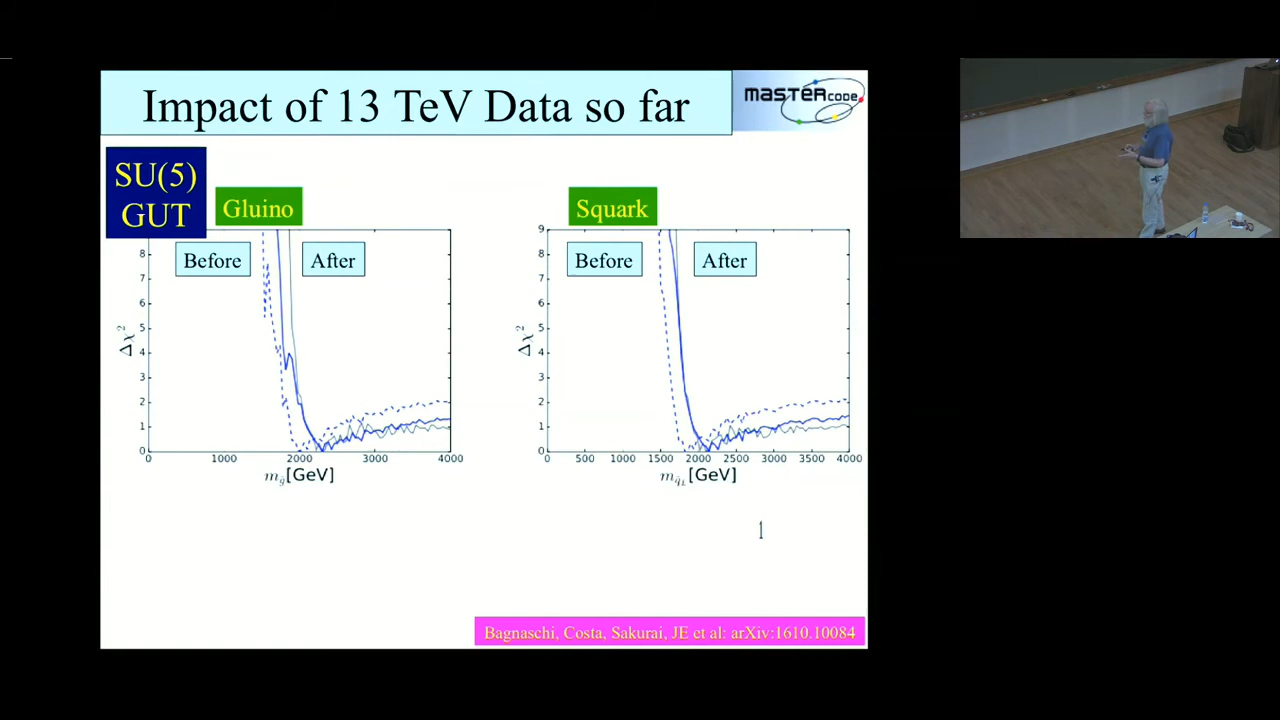 Impact of 13 TeV Data so far
MASTERcode
SU(5)
GUT
Gluino
Squark
Before
After
Before
After
8
7
6
5
4
3
2
1
0
Δχ²
0 1000 2000 3000 4000
m_g̃[GeV]
9
8
7
6
5
4
3
2
1
0
Δχ²
0 500 1000 1500 2000 2500 3000 3500 4000
m_q̃L[GeV]
1
Bagnaschi, Costa, Sakurai, JE et al: arXiv:1610.10084